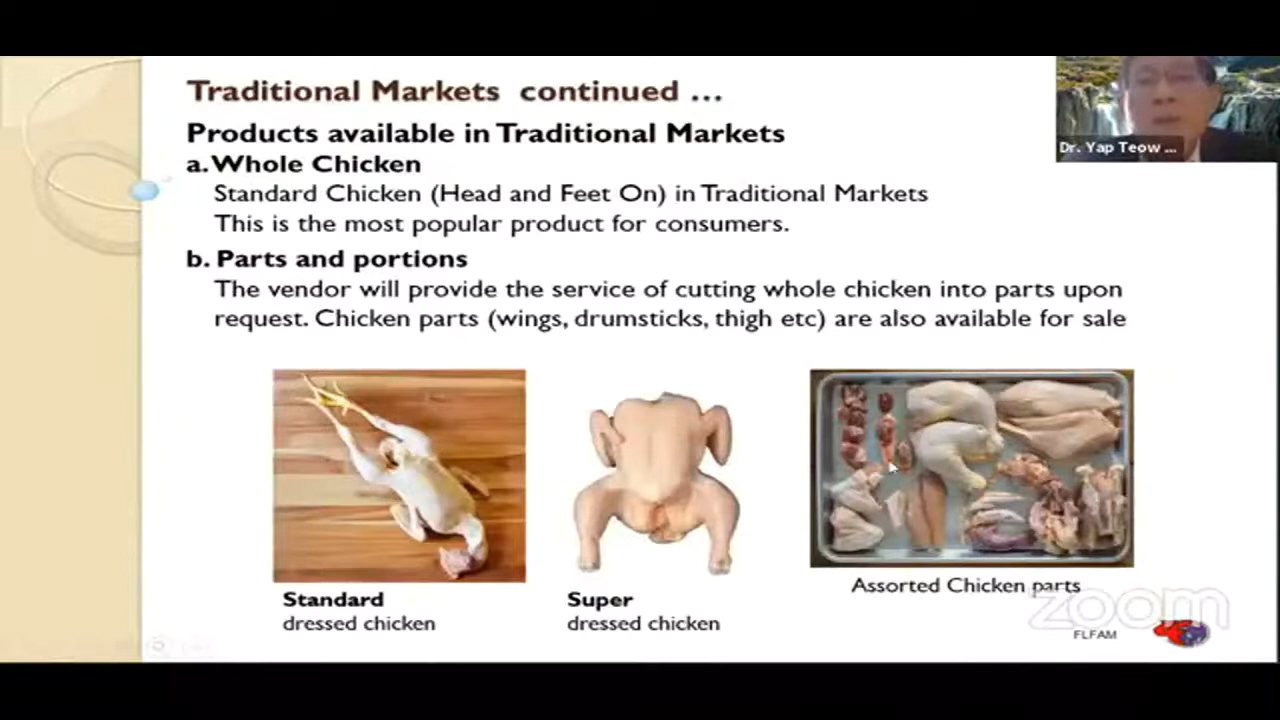 Traditional Markets continued ...
Dr. Yap Teow ...
Products available in Traditional Markets
a. Whole Chicken
Standard Chicken (Head and Feet On) in Traditional Markets
This is the most popular product for consumers.
b. Parts and portions
The vendor will provide the service of cutting whole chicken into parts upon
request. Chicken parts (wings, drumsticks, thigh etc) are also available for sale
Standard
dressed chicken
Super
dressed chicken
Assorted Chicken parts
zoom
FLFAM